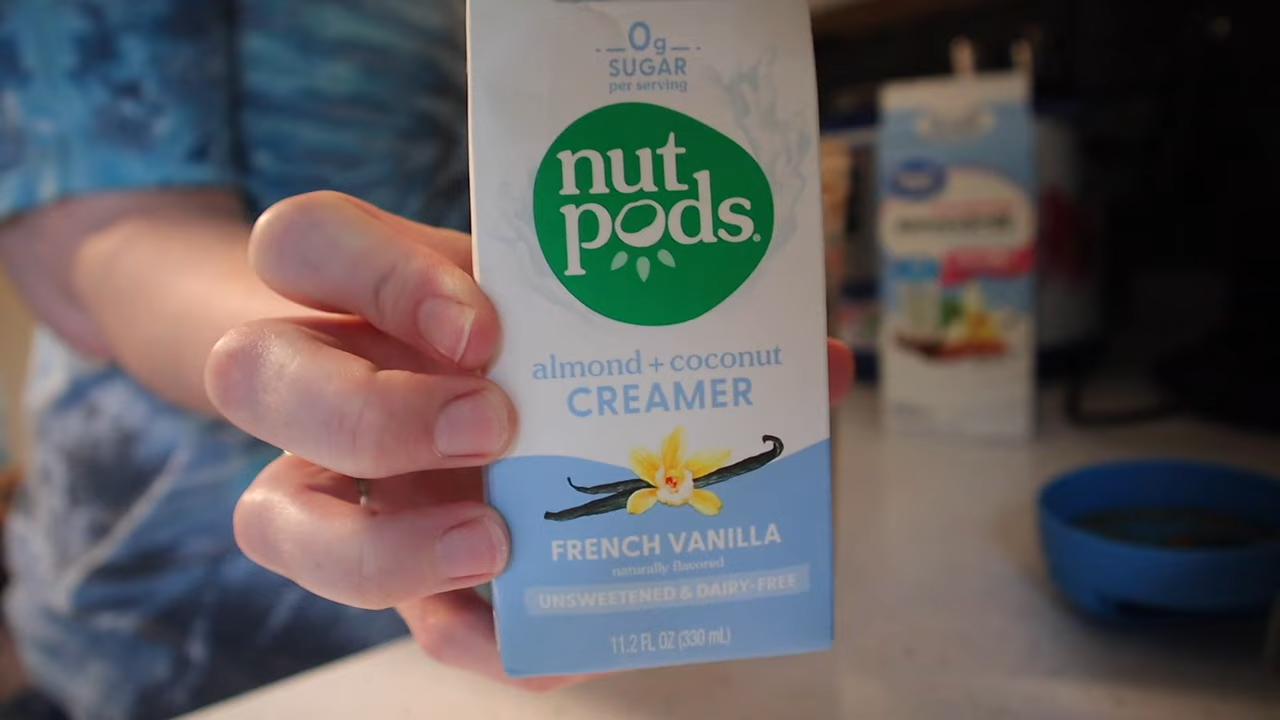 0g
SUGAR
per serving
nut
pods®
almond + coconut
CREAMER
FRENCH VANILLA
naturally flavored
UNSWEETENED & DAIRY-FREE
11.2 FL OZ (330 mL)